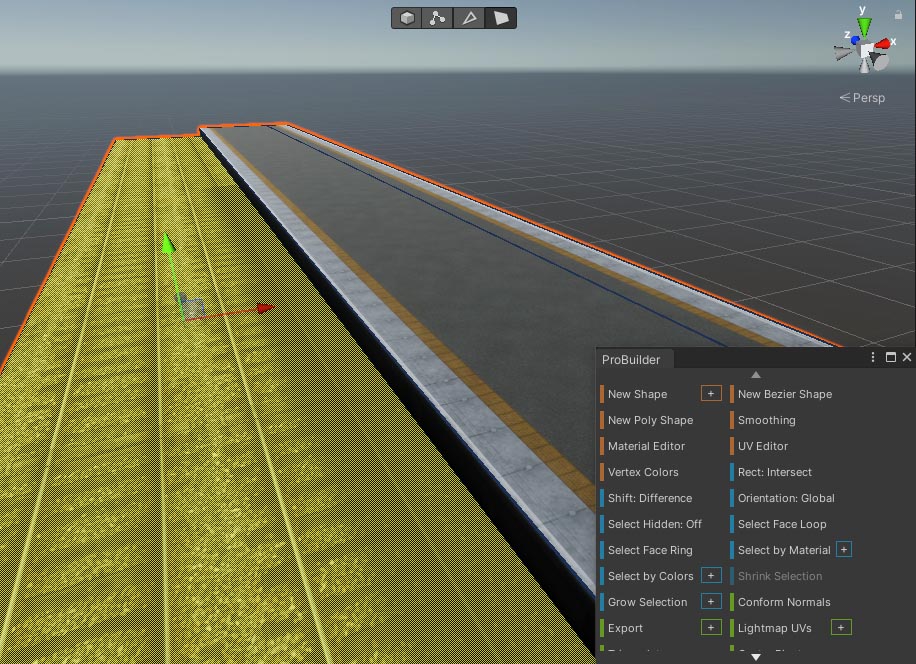 y
z
x
Persp
ProBuilder
New Shape + New Bezier Shape
New Poly Shape Smoothing
Material Editor UV Editor
Vertex Colors Rect: Intersect
Shift: Difference Orientation: Global
Select Hidden: Off Select Face Loop
Select Face Ring Select by Material +
Select by Colors + Shrink Selection
Grow Selection + Conform Normals
Export + Lightmap UVs +